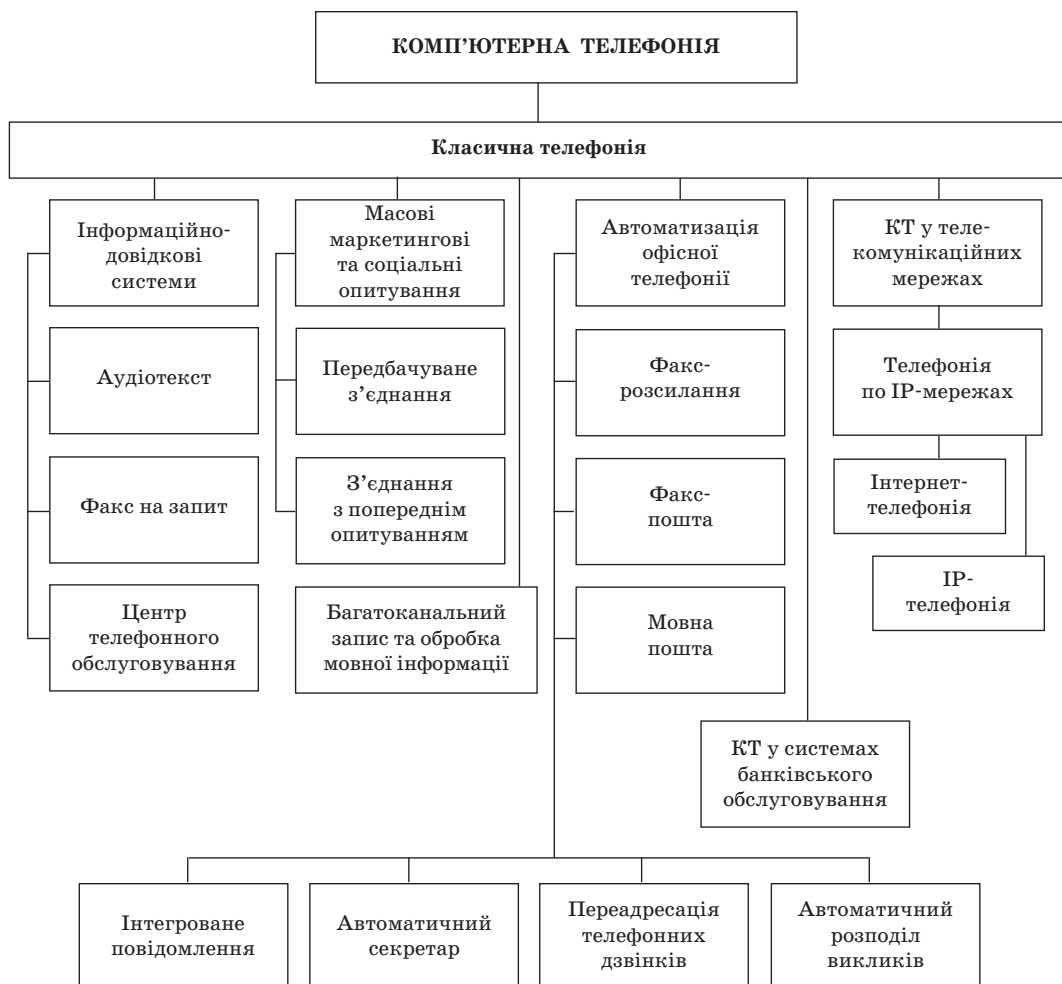 КОМП’ЮТЕРНА ТЕЛЕФОНІЯ
Класична телефонія
Інформаційно-
довідкові
системи
Аудіотекст
Факс на запит
Центр
телефонного
обслуговування
Масові
маркетингові
та соціальні
опитування
Передбачуване
з’єднання
З’єднання
з попереднім
опитуванням
Багатоканальний
запис та обробка
мовної інформації
Автоматизація
офісної
телефонії
Факс-
розсилання
Факс-
пошта
Мовна
пошта
КТ у теле-
комунікаційних
мережах
Телефонія
по IP-мережах
Інтернет-
телефонія
IP-
телефонія
КТ у системах
банківського
обслуговування
Інтегроване
повідомлення
Автоматичний
секретар
Переадресація
телефонних
дзвінків
Автоматичний
розподіл
викликів